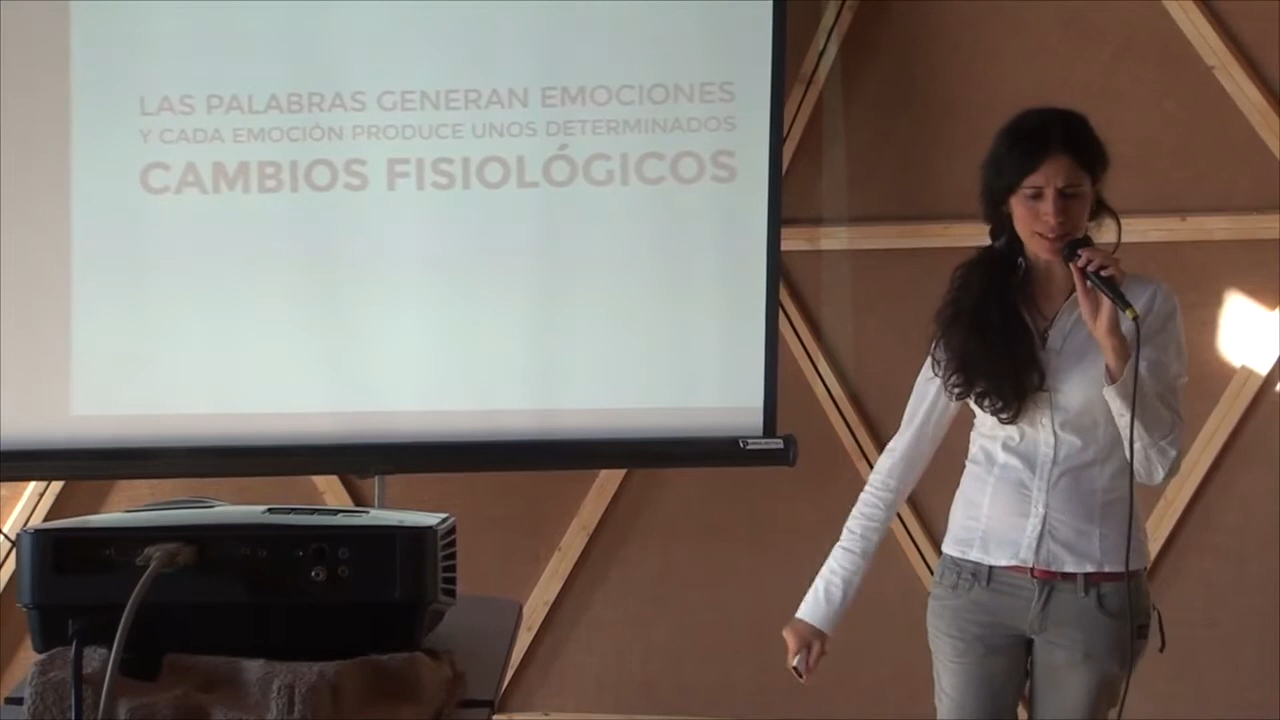 LAS PALABRAS GENERAN EMOCIONES
Y CADA EMOCIÓN PRODUCE UNOS DETERMINADOS
CAMBIOS FISIOLÓGICOS